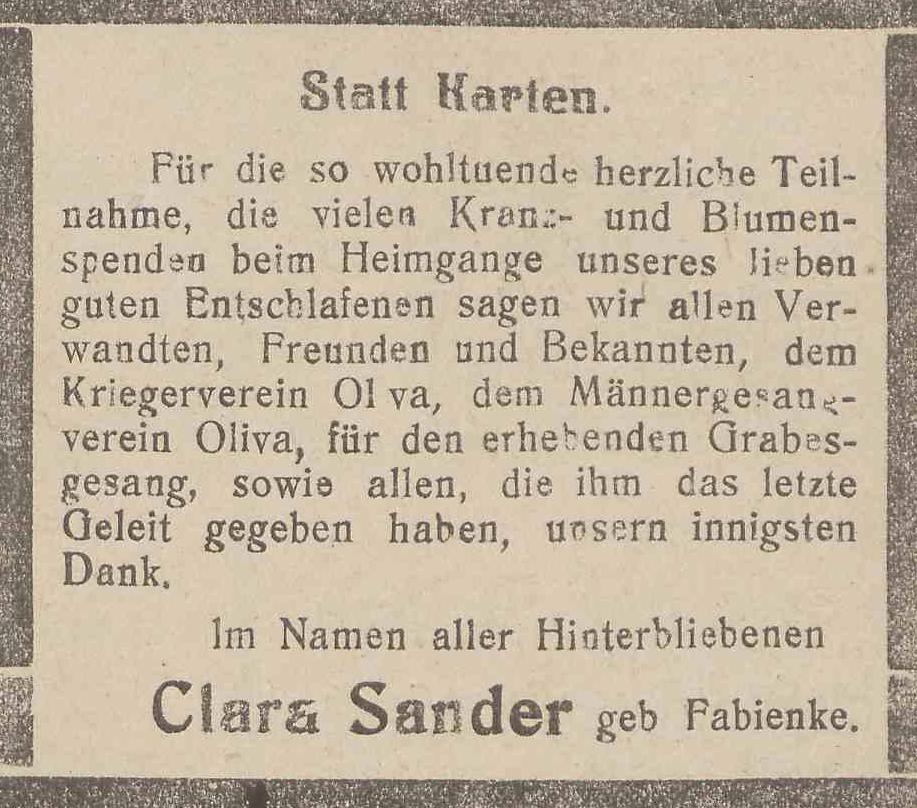 Statt Karten.
Für die so wohltuende herzliche Teil-
nahme, die vielen Kranz- und Blumen-
spenden beim Heimgange unseres lieben
guten Entschlafenen sagen wir allen Ver-
wandten, Freunden und Bekannten, dem
Kriegerverein Oliva, dem Männergesang-
verein Oliva, für den erhebenden Grabes-
gesang, sowie allen, die ihm das letzte
Geleit gegeben haben, unsern innigsten
Dank.
Im Namen aller Hinterbliebenen
Clara Sander geb Fabienke.